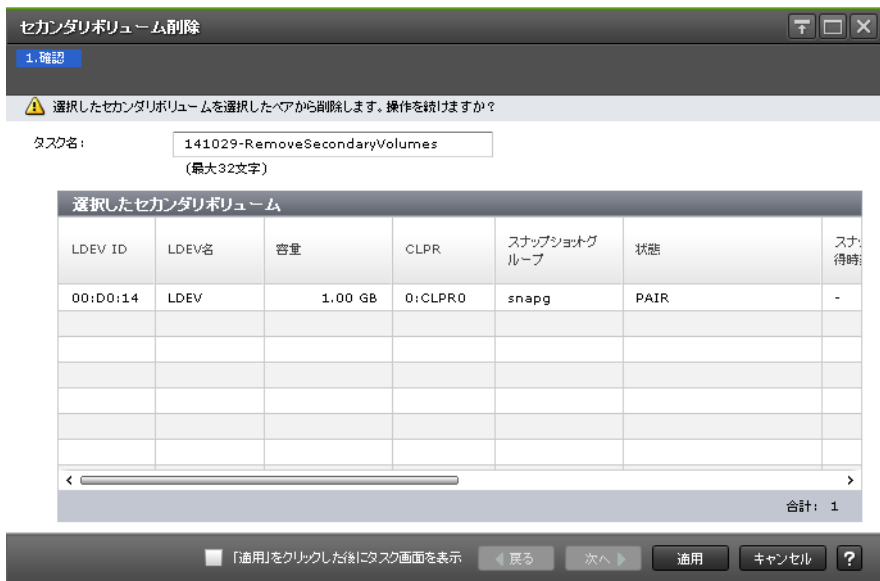 セカンダリボリューム削除
1.確認
選択したセカンダリボリュームを選択したペアから削除します。操作を続けますか？
タスク名: 141029-RemoveSecondaryVolumes
(最大32文字)
選択したセカンダリボリューム
LDEV ID LDEV名 容量 CLPR スナップショットグループ 状態 スナ
得時
00:D0:14 LDEV 1.00 GB 0:CLPR0 snapg PAIR -
合計: 1
「適用」をクリックした後にタスク画面を表示 戻る 次へ 適用 キャンセル ?